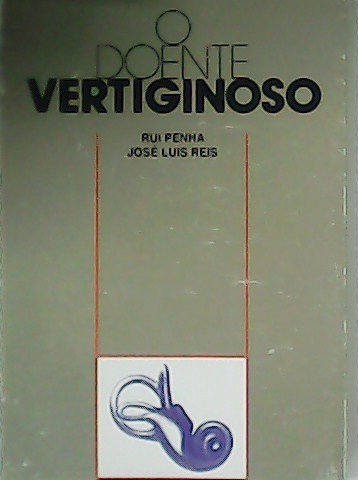 O
DOENTE
VERTIGINOSO
RUI PENHA
JOSÉ LUIS REIS